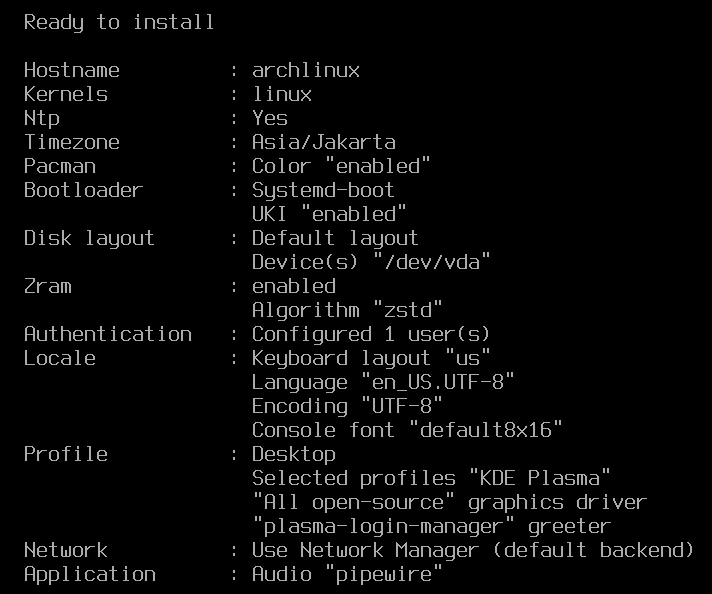 Ready to install
Hostname : archlinux
Kernels : linux
Ntp : Yes
Timezone : Asia/Jakarta
Pacman : Color "enabled"
Bootloader : Systemd-boot
UKI "enabled"
Disk layout : Default layout
Device(s) "/dev/vda"
Zram : enabled
Algorithm "zstd"
Authentication : Configured 1 user(s)
Locale : Keyboard layout "us"
Language "en_US.UTF-8"
Encoding "UTF-8"
Console font "default8x16"
Profile : Desktop
Selected profiles "KDE Plasma"
"All open-source" graphics driver
"plasma-login-manager" greeter
Network : Use Network Manager (default backend)
Application : Audio "pipewire"